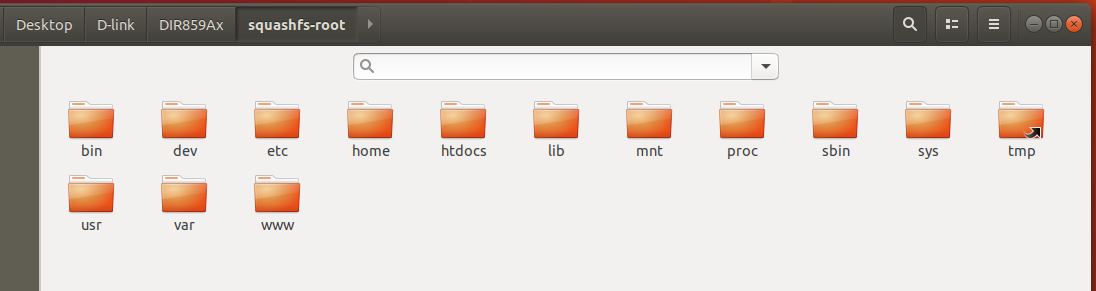 Desktop D-link DIR859Ax squashfs-root
bin dev etc home htdocs lib mnt proc sbin sys tmp
usr var www